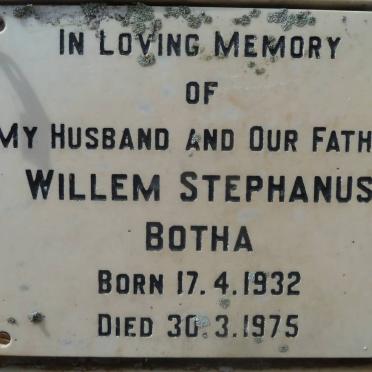 IN LOVING MEMORY
OF
MY HUSBAND AND OUR FATH
WILLEM STEPHANUS
BOTHA
BORN 17.4.1932
DIED 30.3.1975